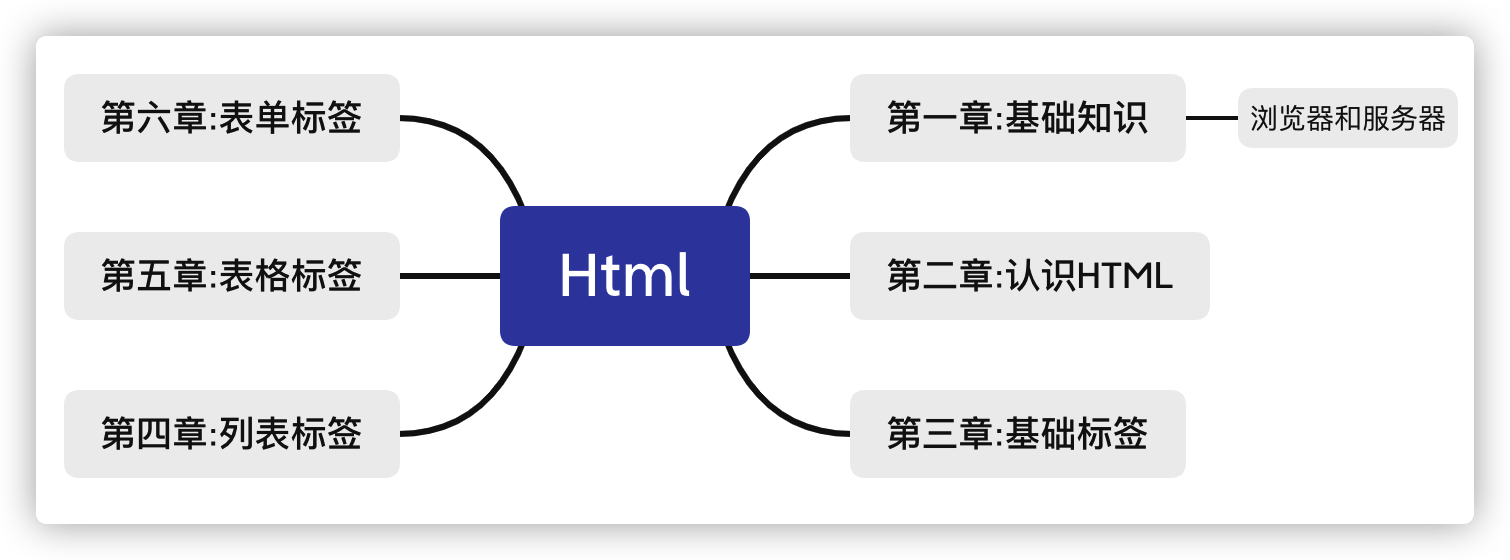 第六章:表单标签
第一章:基础知识
浏览器和服务器
第五章:表格标签
Html
第二章:认识HTML
第四章:列表标签
第三章:基础标签